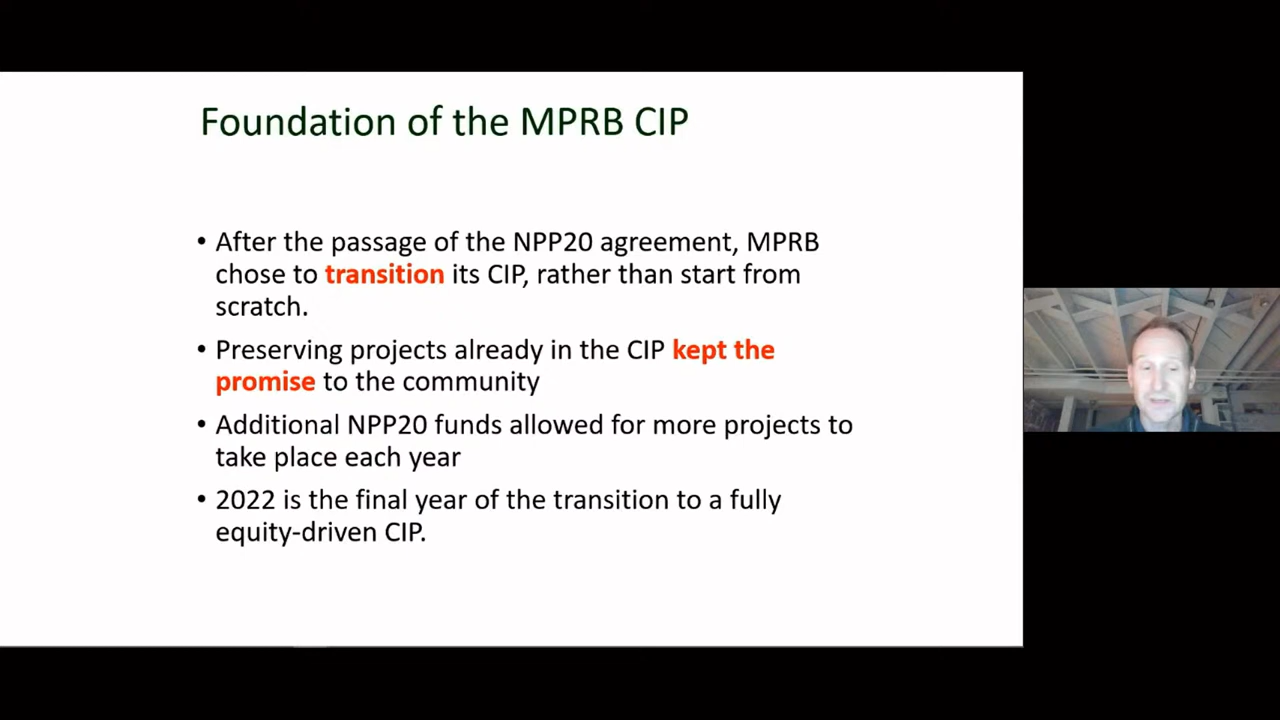 Foundation of the MPRB CIP
• After the passage of the NPP20 agreement, MPRB
chose to transition its CIP, rather than start from
scratch.
• Preserving projects already in the CIP kept the
promise to the community
• Additional NPP20 funds allowed for more projects to
take place each year
• 2022 is the final year of the transition to a fully
equity-driven CIP.